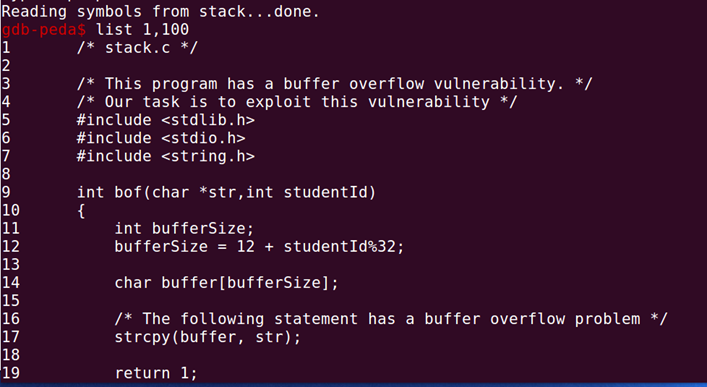 Reading symbols from stack...done.
gdb-peda$ list 1,100
1       /* stack.c */
2
3       /* This program has a buffer overflow vulnerability. */
4       /* Our task is to exploit this vulnerability */
5       #include <stdlib.h>
6       #include <stdio.h>
7       #include <string.h>
8
9       int bof(char *str,int studentId)
10      {
11          int bufferSize;
12          bufferSize = 12 + studentId%32;
13
14          char buffer[bufferSize];
15
16          /* The following statement has a buffer overflow problem */
17          strcpy(buffer, str);
18
19          return 1;